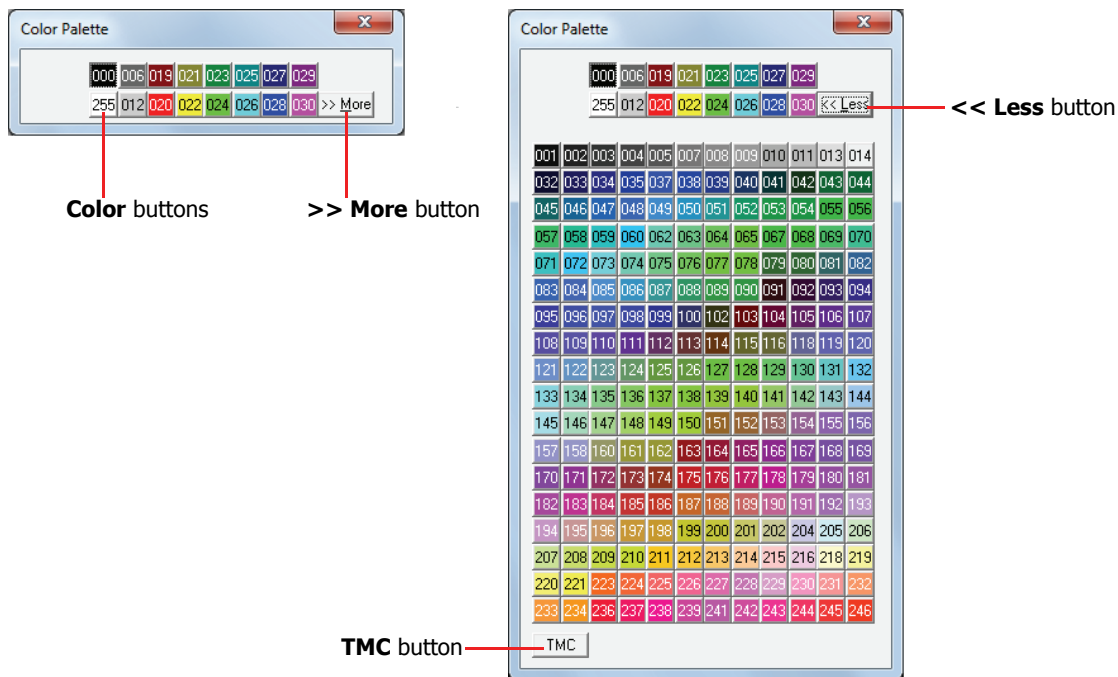 Color Palette
x
000 006 019 021 023 025 027 029
255 012 020 022 024 026 028 030 >> More
Color buttons
>> More button
Color Palette
x
000 006 019 021 023 025 027 029
255 012 020 022 024 026 028 030 << Less
<< Less button
001 002 003 004 005 007 008 009 010 011 013 014
032 033 034 035 037 038 039 040 041 042 043 044
045 046 047 048 049 050 051 052 053 054 055 056
057 058 059 060 062 063 064 065 067 068 069 070
071 072 073 074 075 076 077 078 079 080 081 082
083 084 085 086 087 088 089 090 091 092 093 094
095 096 097 098 099 100 102 103 104 105 106 107
108 109 110 111 112 113 114 115 116 118 119 120
121 122 123 124 125 126 127 128 129 130 131 132
133 134 135 136 137 138 139 140 141 142 143 144
145 146 147 148 149 150 151 152 153 154 155 156
157 158 160 161 162 163 164 165 166 167 168 169
170 171 172 173 174 175 176 177 178 179 180 181
182 183 184 185 186 187 188 189 190 191 192 193
194 195 196 197 198 199 200 201 202 204 205 206
207 208 209 210 211 212 213 214 215 216 218 219
220 221 223 224 225 226 227 228 229 230 231 232
233 234 236 237 238 239 241 242 243 244 245 246
TMC button
TMC